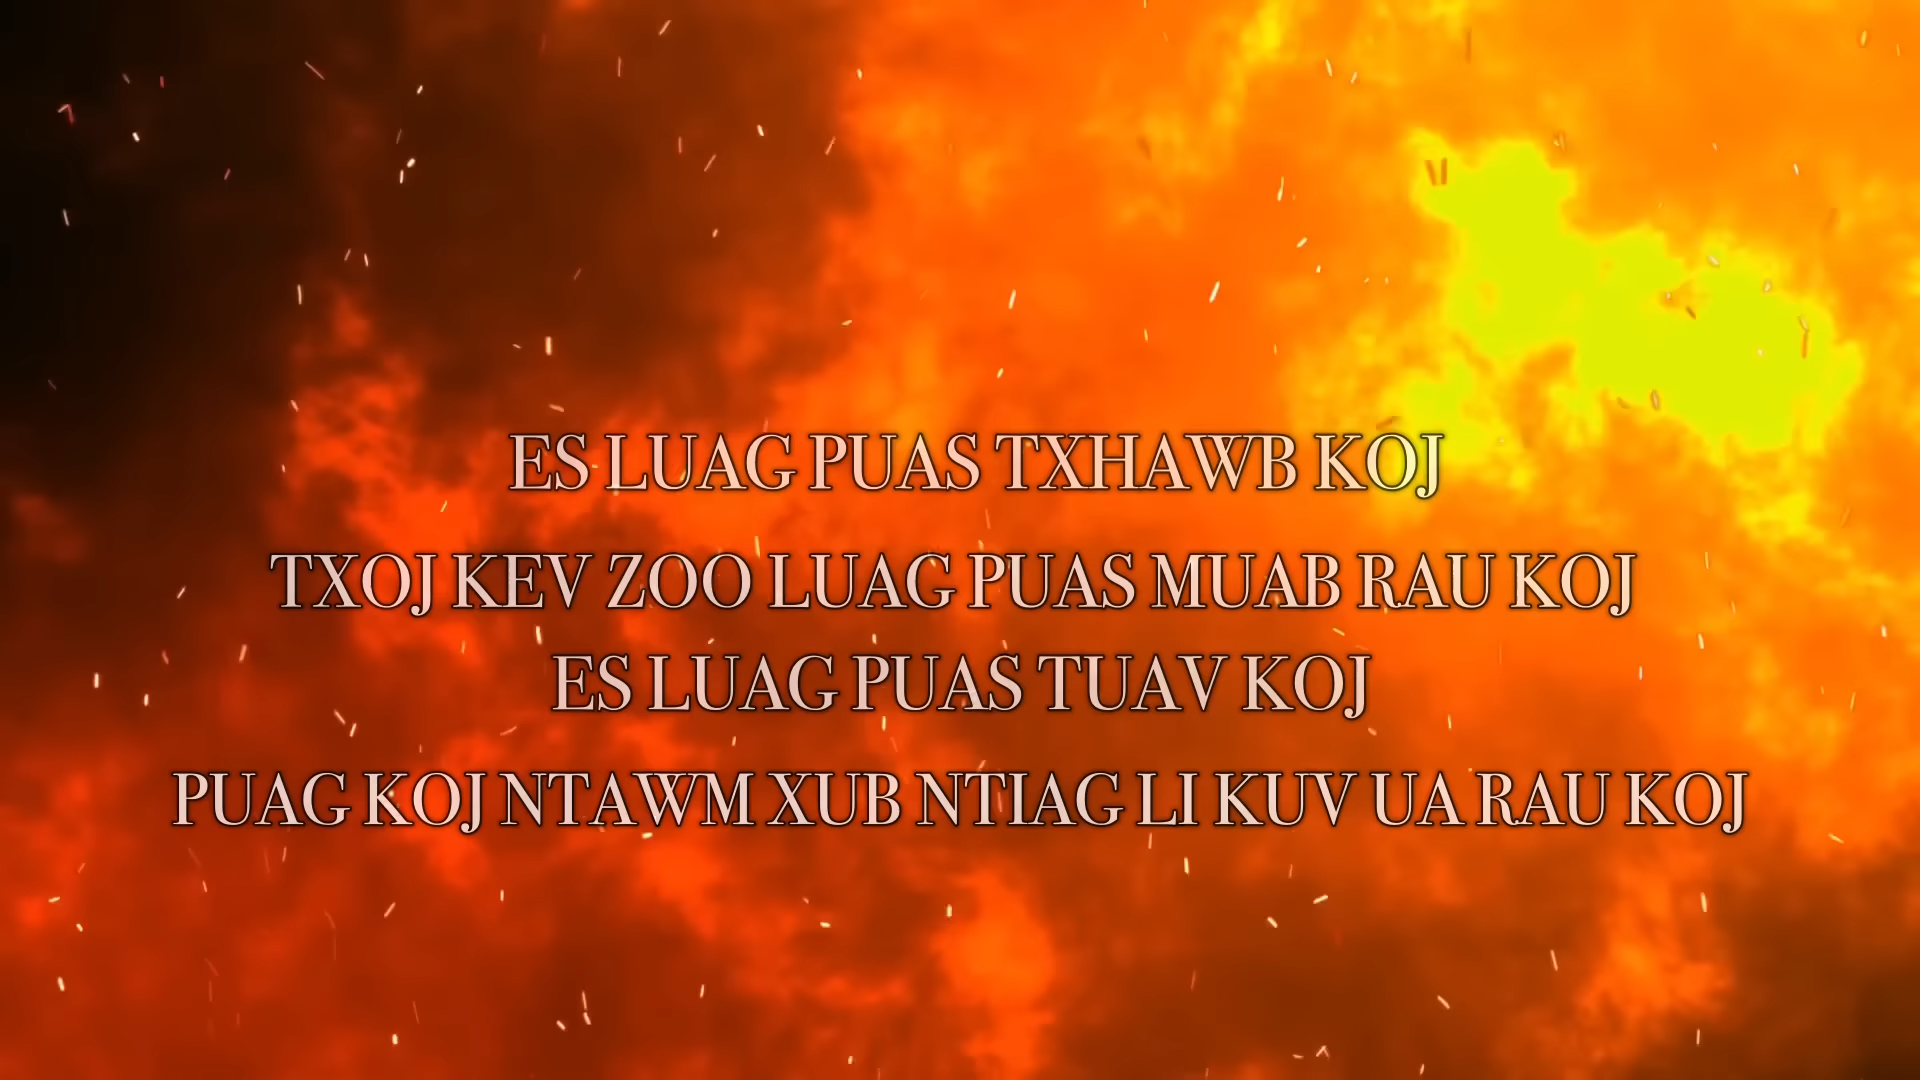 ES LUAG PUAS TXHAWB KOJ
TXOJ KEV ZOO LUAG PUAS MUAB RAU KOJ
ES LUAG PUAS TUAV KOJ
PUAG KOJ NTAWM XUB NTIAG LI KUV UA RAU KOJ